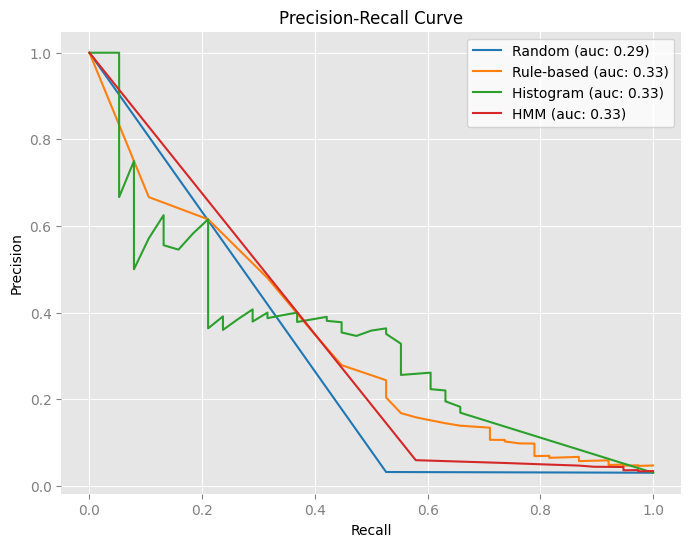 Precision-Recall Curve
Random (auc: 0.29)
Rule-based (auc: 0.33)
Histogram (auc: 0.33)
HMM (auc: 0.33)
Precision
1.0
0.8
0.6
0.4
0.2
0.0
0.0 0.2 0.4 0.6 0.8 1.0
Recall